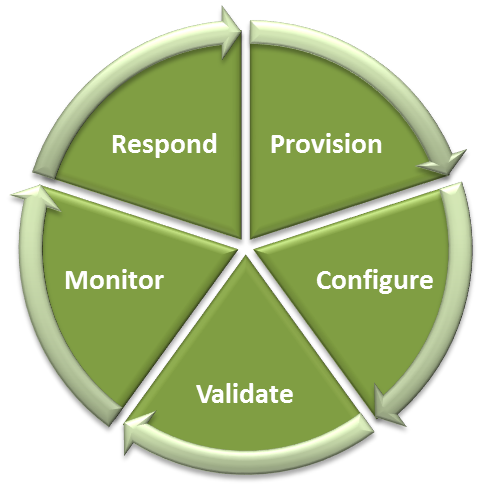 Respond
Provision
Monitor
Configure
Validate